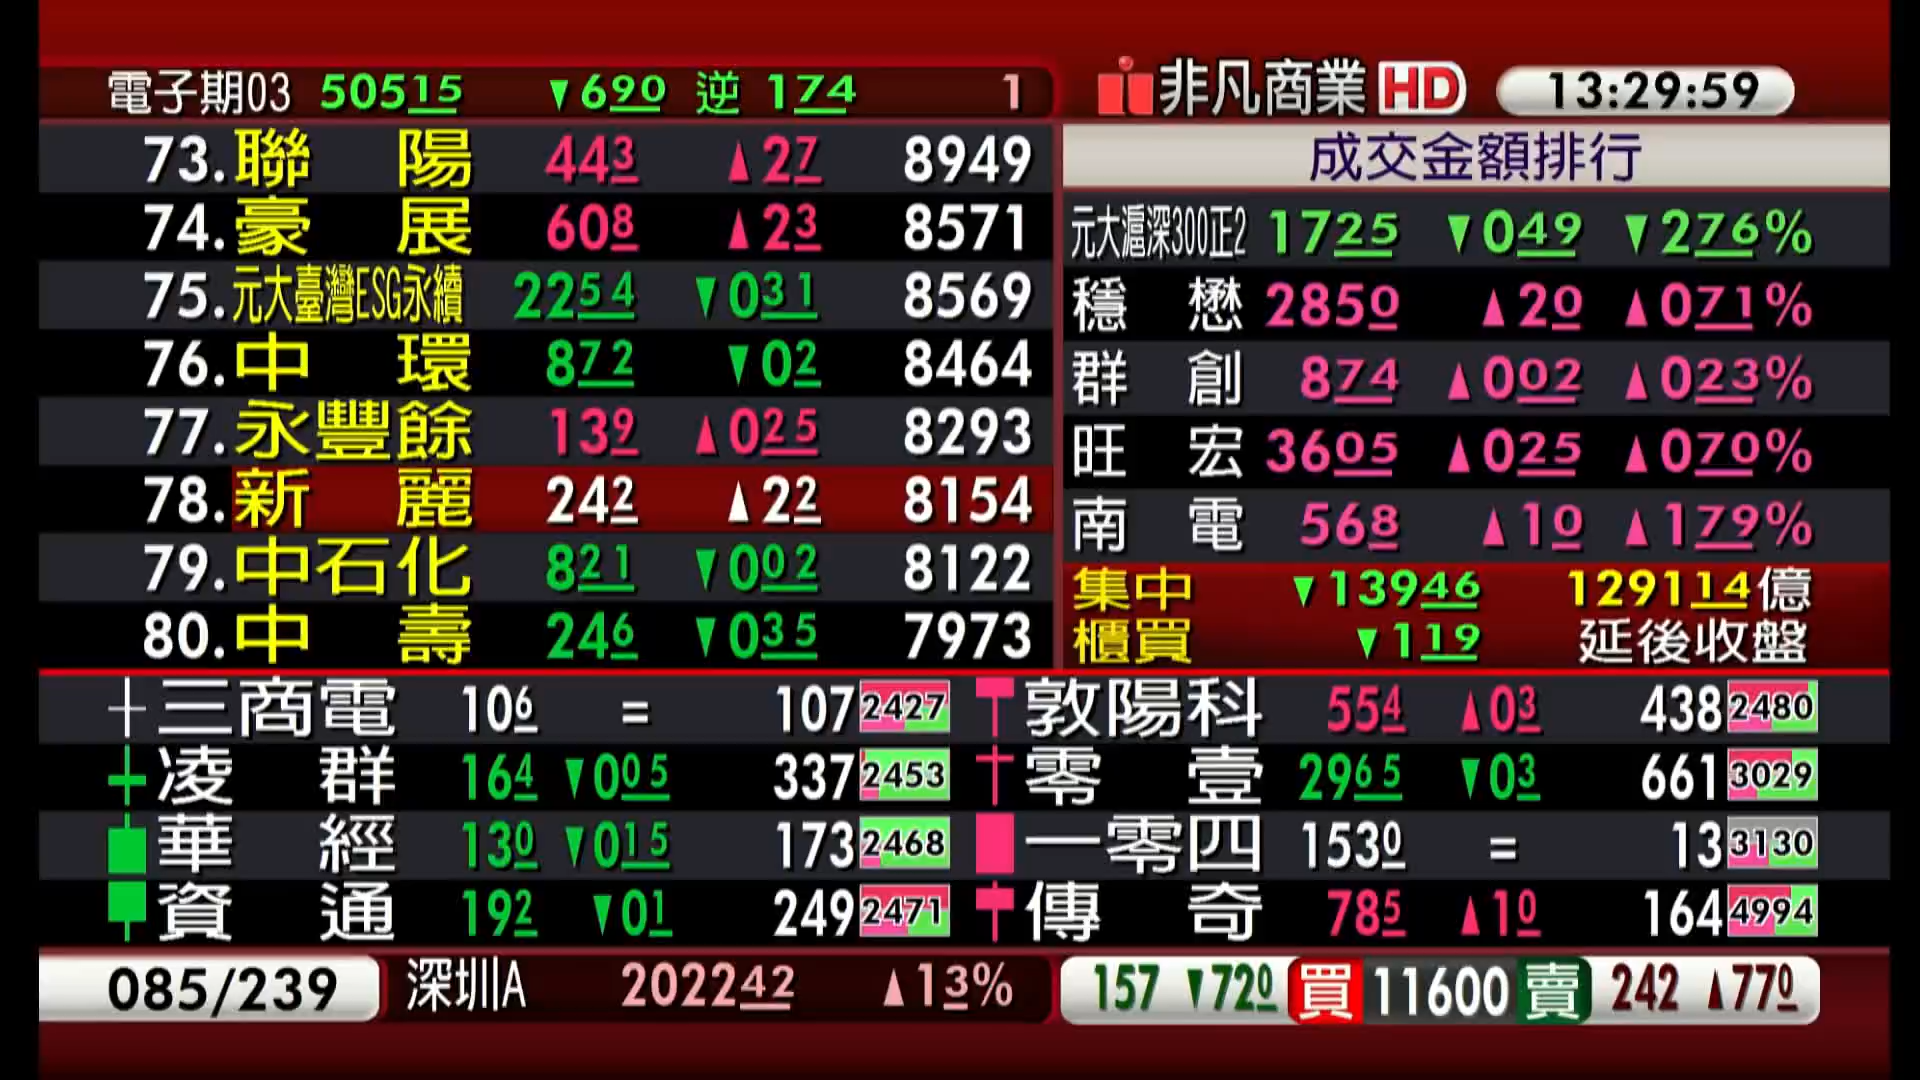 電子期03 50515 ▼690 逆 174 1
非凡商業HD 13:29:59
73. 聯陽 443 ▲27 8949
74. 豪展 608 ▲23 8571
75. 元大臺灣ESG永續 2254 ▼031 8569
76. 中環 872 ▼02 8464
77. 永豐餘 139 ▲025 8293
78. 新麗 242 ▲22 8154
79. 中石化 821 ▼002 8122
80. 中壽 246 ▼035 7973
成交金額排行
元大滬深300正2 1725 ▼049 ▼276%
穩懋 2850 ▲20 ▲071%
群創 874 ▲002 ▲023%
旺宏 3605 ▲025 ▲070%
南電 568 ▲10 ▲179%
集中 ▼13946 129114億
櫃買 ▼119 延後收盤
三商電 106 = 107 2427
敦陽科 554 ▲03 438 2480
凌群 164 ▼005 337 2453
零壹 2965 ▼03 661 3029
華經 130 ▼015 173 2468
一零四 1530 = 13 3130
資通 192 ▼01 249 2471
傳奇 785 ▲10 164 4994
085/239 深圳A 202242 ▲13%
157 ▼720 買 11600 賣 242 ▲770